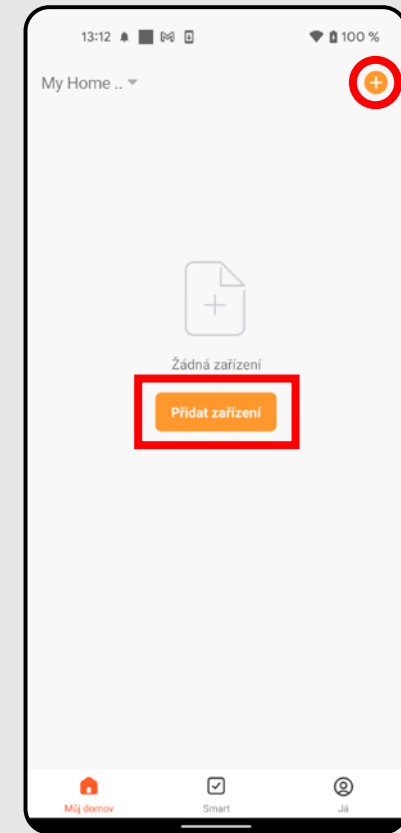 13:12 100 %
My Home ..
Žádná zařízení
Přidat zařízení
Můj domov Smart Já